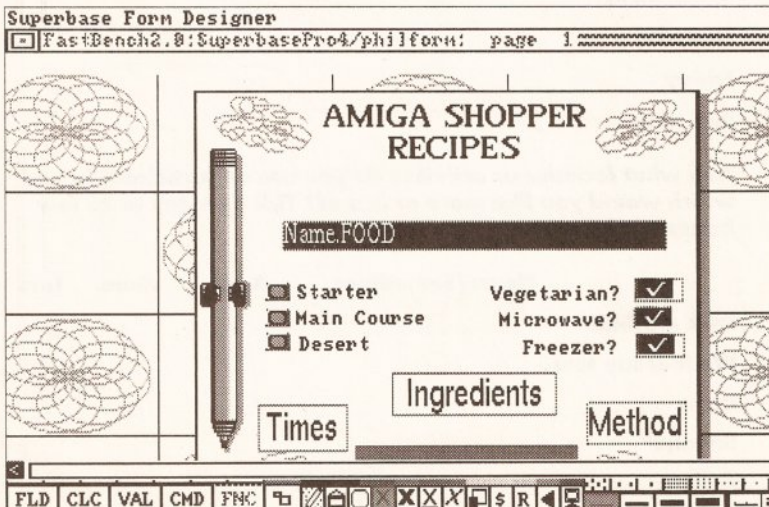 Superbase Form Designer
FastBench2.0:SuperbasePro4/philform: page 1
AMIGA SHOPPER
RECIPES
Name.FOOD
Starter Vegetarian?
Main Course Microwave?
Desert Freezer?
Ingredients
Times Method
FLD CLC VAL CMD FNC X X X $ R